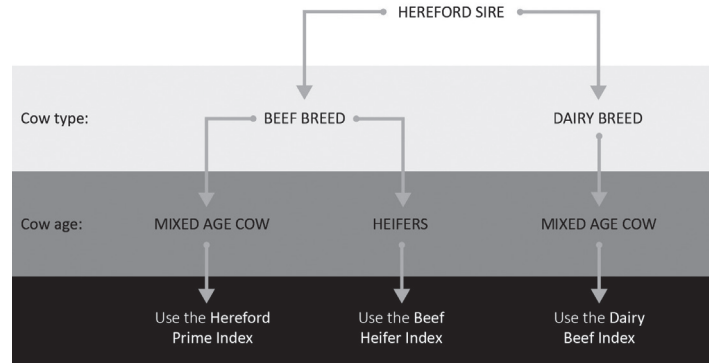 HEREFORD SIRE
Cow type:
BEEF BREED
DAIRY BREED
Cow age:
MIXED AGE COW
HEIFERS
MIXED AGE COW
Use the Hereford
Prime Index
Use the Beef
Heifer Index
Use the Dairy
Beef Index